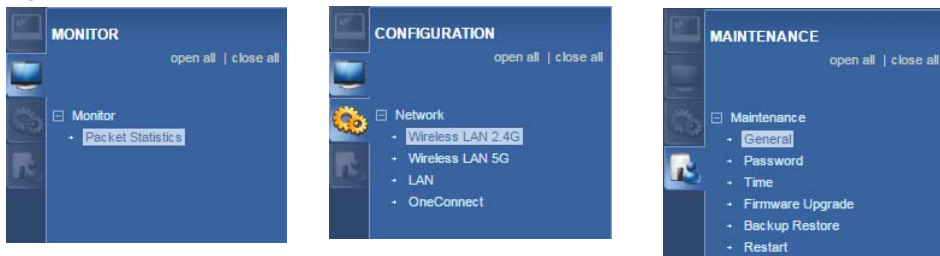 MONITOR
open all | close all
Monitor
Packet Statistics
CONFIGURATION
open all | close all
Network
Wireless LAN 2.4G
Wireless LAN 5G
LAN
OneConnect
MAINTENANCE
open all | close all
Maintenance
General
Password
Time
Firmware Upgrade
Backup Restore
Restart